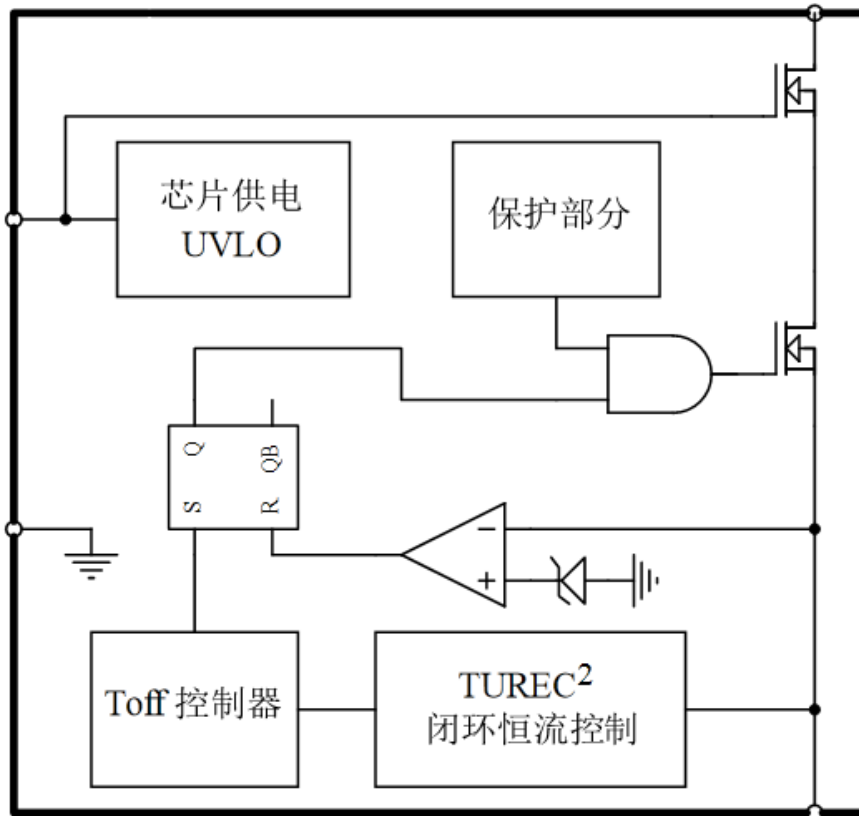 芯片供电
UVLO
保护部分
Q
QB
S
R
−
+
Toff 控制器
TUREC²
闭环恒流控制